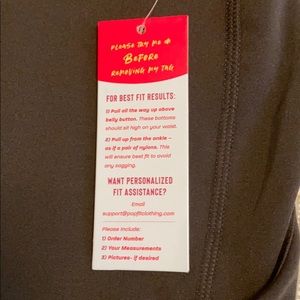 PLEASE TRY ME ON
BEFORE
REMOVING MY TAG
FOR BEST FIT RESULTS:
1) Pull all the way up above
belly button. These bottoms
should sit high on your waist.
2) Pull up from the ankle –
as if a pair of nylons. This
will ensure best fit to avoid
any sagging.
WANT PERSONALIZED
FIT ASSISTANCE?
Email
support@popfitclothing.com
Please Include:
1) Order Number
2) Your Measurements
3) Pictures- if desired